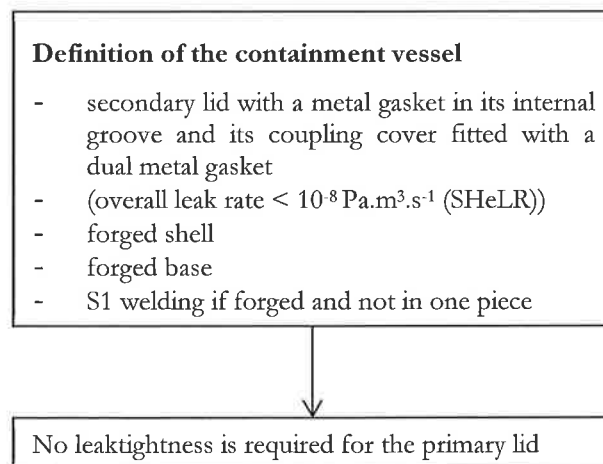 Definition of the containment vessel
- secondary lid with a metal gasket in its internal
groove and its coupling cover fitted with a
dual metal gasket
- (overall leak rate < 10⁻⁸ Pa.m³.s⁻¹ (SHeLR))
- forged shell
- forged base
- S1 welding if forged and not in one piece
No leaktightness is required for the primary lid